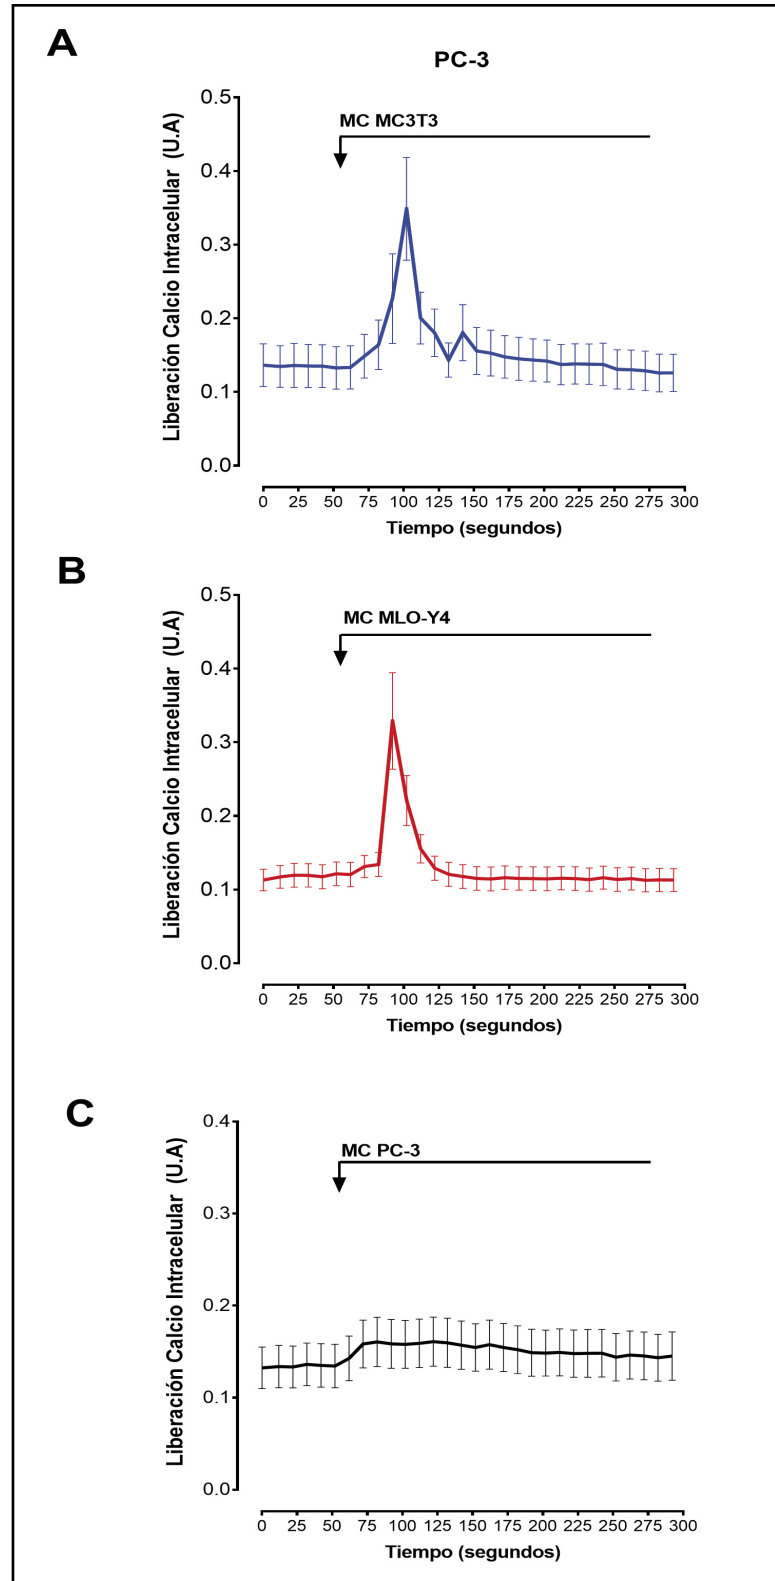 A
PC-3
Liberación Calcio Intracelular (U.A)
0.5
0.4
0.3
0.2
0.1
0.0
MC MC3T3
0 25 50 75 100 125 150 175 200 225 250 275 300
Tiempo (segundos)
B
Liberación Calcio Intracelular (U.A)
0.5
0.4
0.3
0.2
0.1
0.0
MC MLO-Y4
0 25 50 75 100 125 150 175 200 225 250 275 300
Tiempo (segundos)
C
Liberación Calcio Intracelular (U.A)
0.4
0.3
0.2
0.1
0.0
MC PC-3
0 25 50 75 100 125 150 175 200 225 250 275 300
Tiempo (segundos)